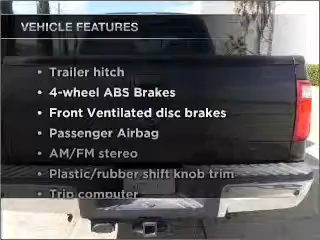 VEHICLE FEATURES
• Trailer hitch
• 4-wheel ABS Brakes
• Front Ventilated disc brakes
• Passenger Airbag
• AM/FM stereo
• Plastic/rubber shift knob trim
• Trip computer